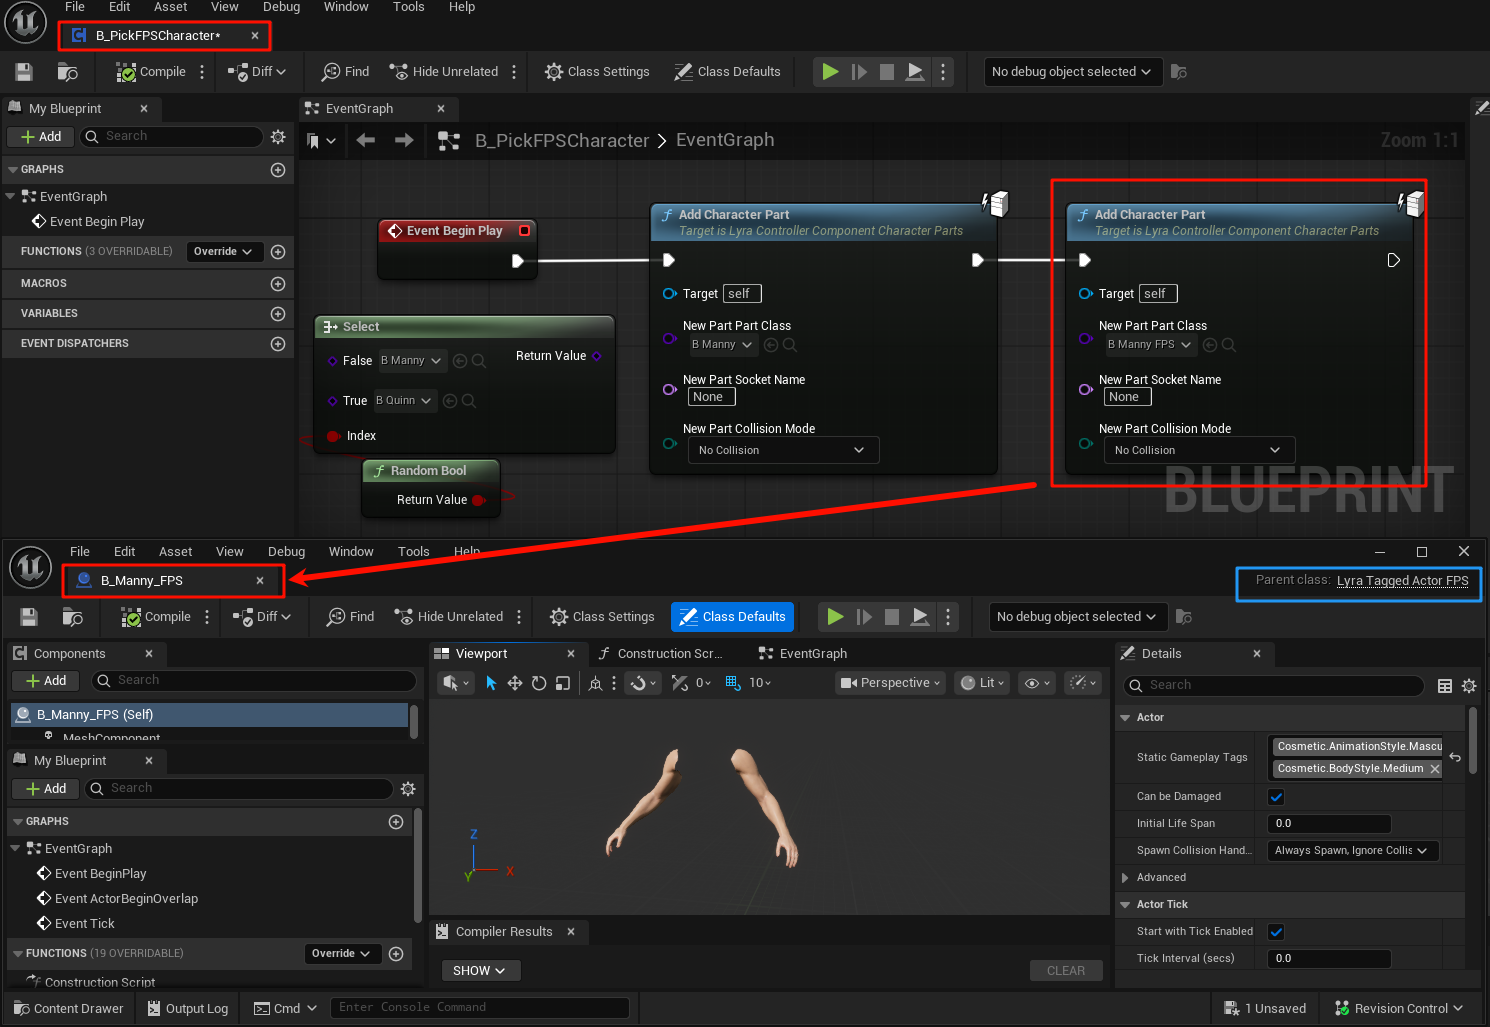 File Edit Asset View Debug Window Tools Help
B_PickFPSCharacter*
Compile Diff Find Hide Unrelated Class Settings Class Defaults No debug object selected
My Blueprint
EventGraph
Add Search
B_PickFPSCharacter > EventGraph
Zoom 1:1
GRAPHS
EventGraph
Event Begin Play
FUNCTIONS (3 OVERRIDABLE) Override
MACROS
VARIABLES
EVENT DISPATCHERS
Event Begin Play
Select
False B Manny
Return Value
True B Quinn
Index
Random Bool
Return Value
Add Character Part
Target is Lyra Controller Component Character Parts
Target self
New Part Part Class
B Manny
New Part Socket Name
None
New Part Collision Mode
No Collision
Add Character Part
Target is Lyra Controller Component Character Parts
Target self
New Part Part Class
B Manny FPS
New Part Socket Name
None
New Part Collision Mode
No Collision
BLUEPRINT
File Edit Asset View Debug Window Tools Help
B_Manny_FPS
Parent class: Lyra Tagged Actor FPS
Compile Diff Find Hide Unrelated Class Settings Class Defaults No debug object selected
Components
Add Search
B_Manny_FPS (Self)
MeshComponent
My Blueprint
Add Search
GRAPHS
EventGraph
Event BeginPlay
Event ActorBeginOverlap
Event Tick
FUNCTIONS (19 OVERRIDABLE) Override
Construction Script
Viewport Construction Scr... EventGraph
0 10 Perspective Lit
Z
X
Y
Compiler Results
SHOW CLEAR
Details
Search
Actor
Static Gameplay Tags Cosmetic.AnimationStyle.Mascu
Cosmetic.BodyStyle.Medium
Can be Damaged
Initial Life Span 0.0
Spawn Collision Hand... Always Spawn, Ignore Collis
Advanced
Actor Tick
Start with Tick Enabled
Tick Interval (secs) 0.0
Content Drawer Output Log Cmd Enter Console Command 1 Unsaved Revision Control